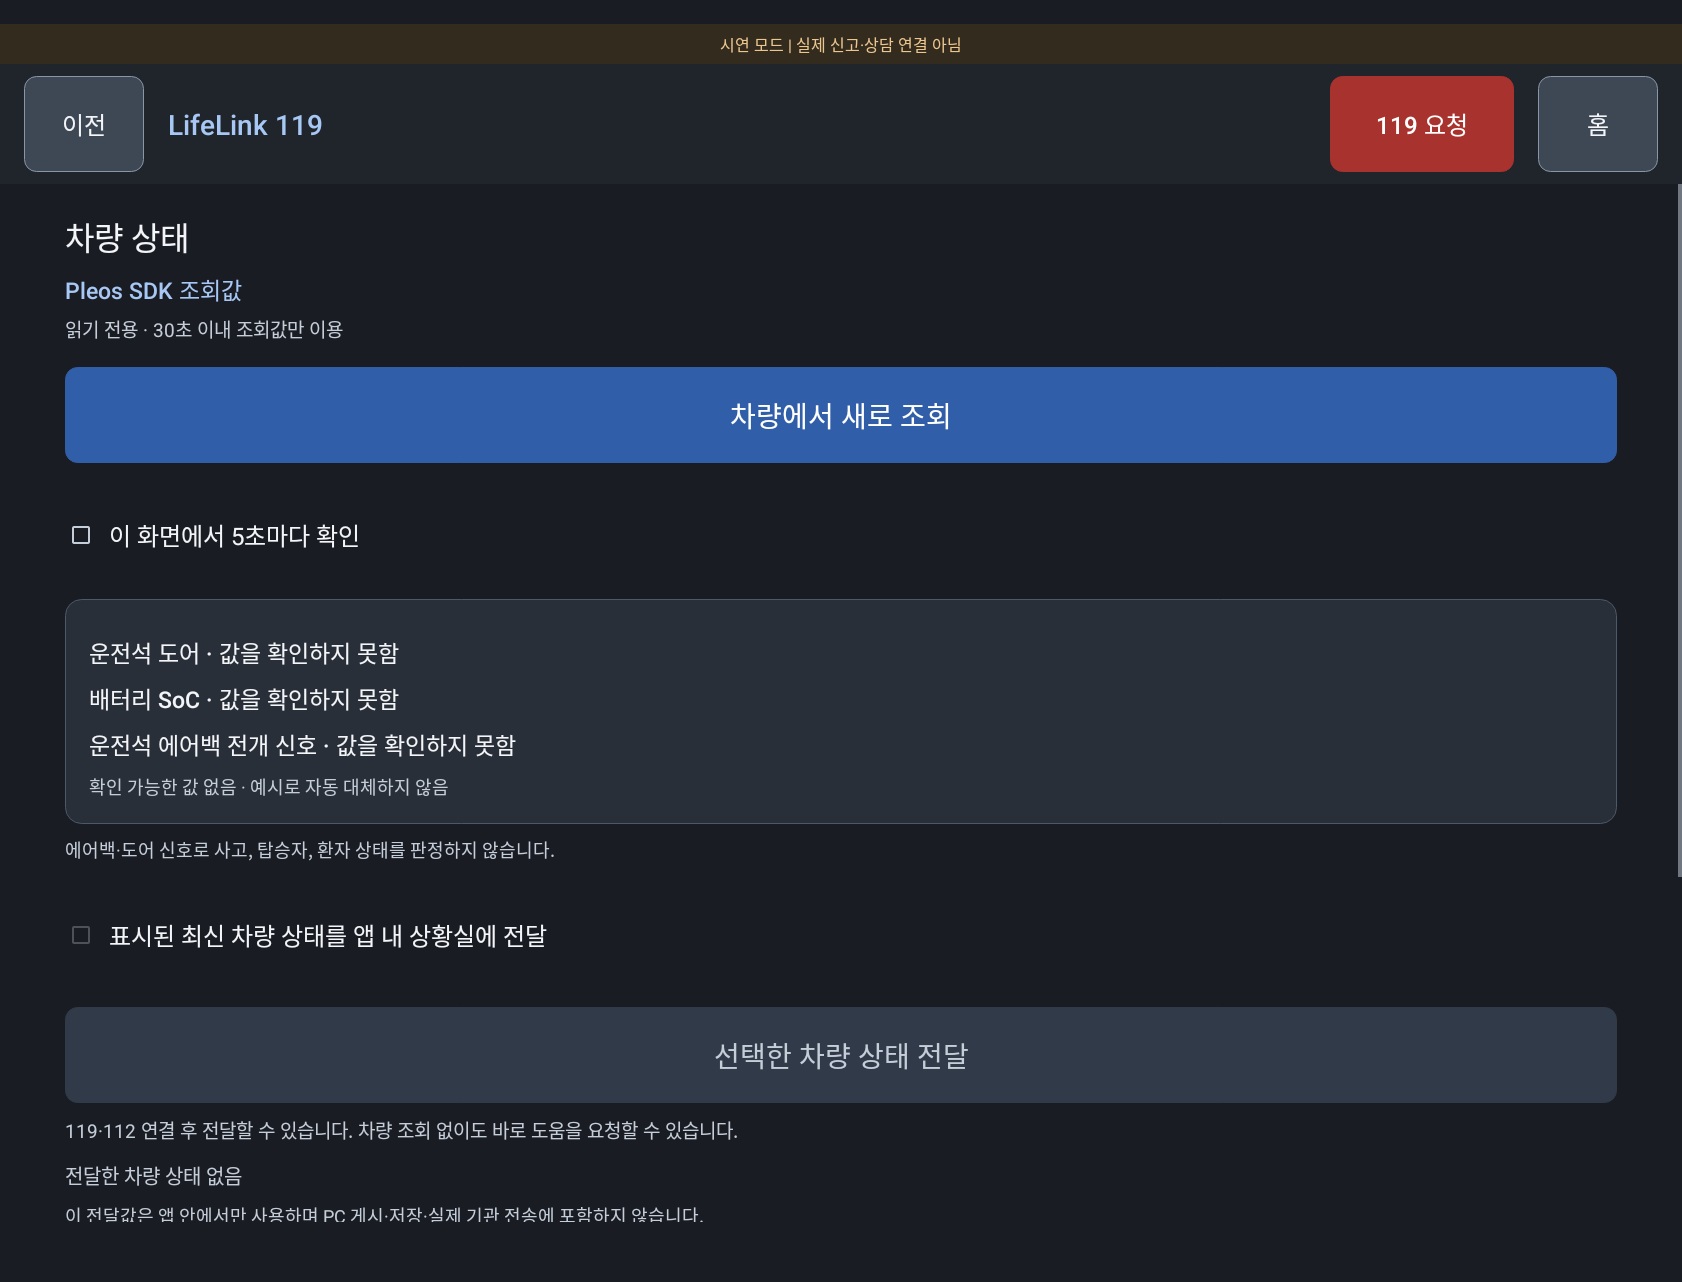 시연 모드 | 실제 신고·상담 연결 아님
이전
LifeLink 119
119 요청
홈
차량 상태
Pleos SDK 조회값
읽기 전용 · 30초 이내 조회값만 이용
차량에서 새로 조회
이 화면에서 5초마다 확인
운전석 도어 · 값을 확인하지 못함
배터리 SoC · 값을 확인하지 못함
운전석 에어백 전개 신호 · 값을 확인하지 못함
확인 가능한 값 없음 · 예시로 자동 대체하지 않음
에어백·도어 신호로 사고, 탑승자, 환자 상태를 판정하지 않습니다.
표시된 최신 차량 상태를 앱 내 상황실에 전달
선택한 차량 상태 전달
119·112 연결 후 전달할 수 있습니다. 차량 조회 없이도 바로 도움을 요청할 수 있습니다.
전달한 차량 상태 없음
이 전달값은 앱 안에서만 사용하며 PC 게시·저장·실제 기관 전송에 포함하지 않습니다.